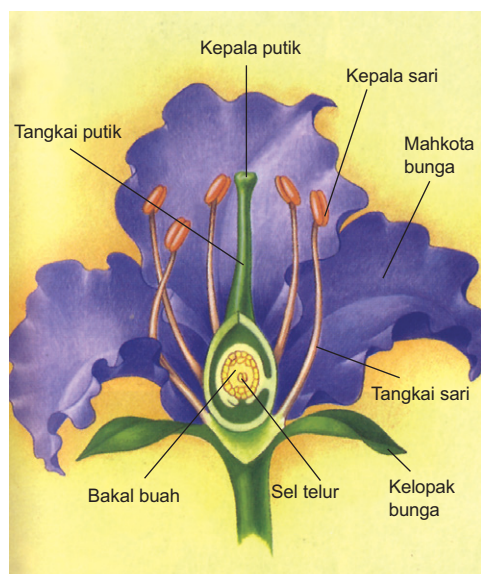 Kepala putik
Kepala sari
Tangkai putik
Mahkota
bunga
Tangkai sari
Bakal buah
Sel telur
Kelopak
bunga